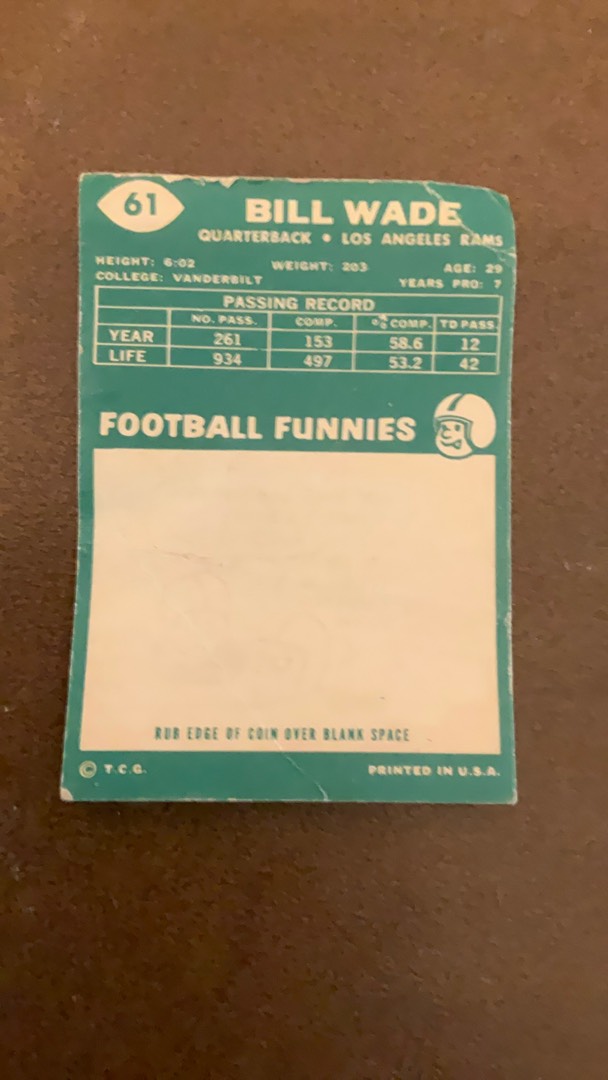 61
BILL WADE
QUARTERBACK • LOS ANGELES RAMS
HEIGHT: 6:02 WEIGHT: 203 AGE: 29
COLLEGE: VANDERBILT YEARS PRO: 7
PASSING RECORD
NO. PASS. COMP. % COMP. TD PASS.
YEAR 261 153 58.6 12
LIFE 934 497 53.2 42
FOOTBALL FUNNIES
RUB EDGE OF COIN OVER BLANK SPACE
© T.C.G. PRINTED IN U.S.A.